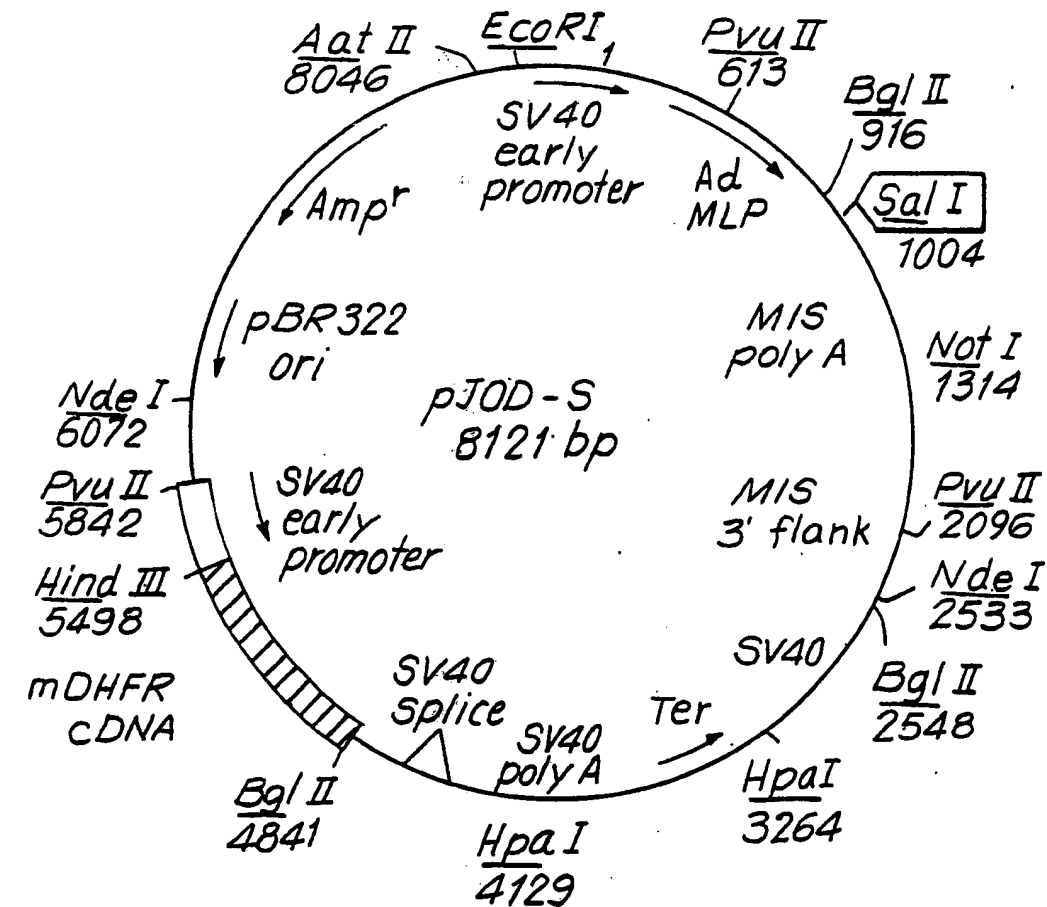 Aat II
8046
EcoRI
1
Pvu II
613
Bgl II
916
Sal I
1004
SV40
early
promoter
Ad
MLP
Ampr
pBR322
ori
MIS
poly A
Not I
1314
Nde I
6072
pJOD-S
8121 bp
Pvu II
5842
SV40
early
promoter
MIS
3' flank
Pvu II
2096
Hind III
5498
Nde I
2533
mDHFR
cDNA
SV40
Splice
SV40
Bgl II
2548
Ter
SV40
poly A
Bgl II
4841
HpaI
3264
Hpa I
4129